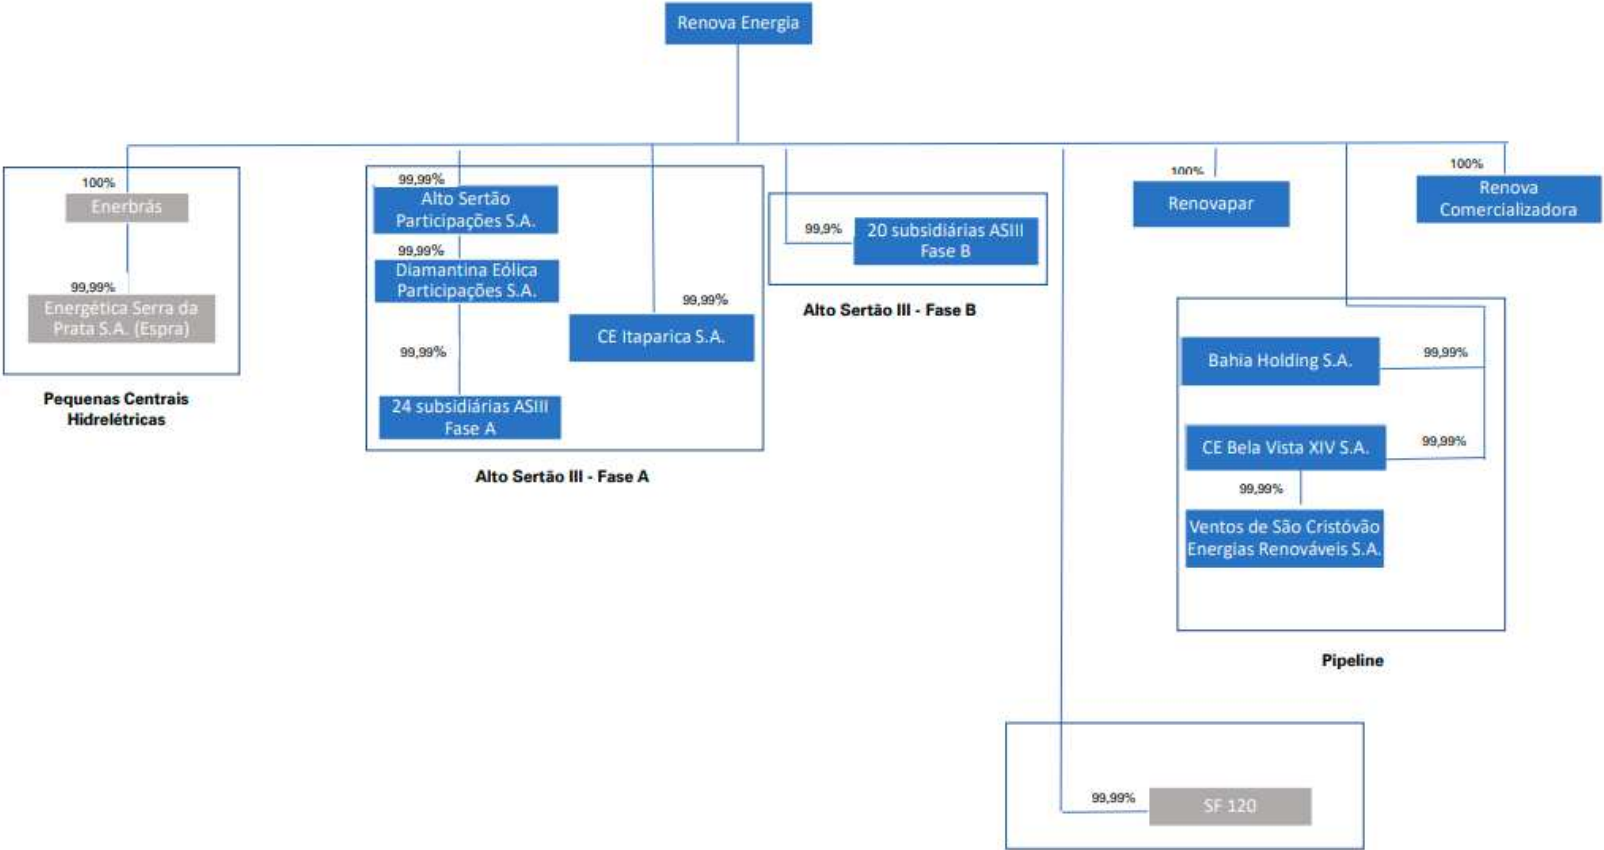 Renova Energia
100%
Enerbrás
99,99%
Energética Serra da
Prata S.A. (Espra)
Pequenas Centrais
Hidrelétricas
99,99%
Alto Sertão
Participações S.A.
99,99%
Diamantina Eólica
Participações S.A.
99,99%
24 subsidiárias ASIII
Fase A
99,99%
CE Itaparica S.A.
Alto Sertão III - Fase A
99,9%
20 subsidiárias ASIII
Fase B
Alto Sertão III - Fase B
100%
Renovapar
100%
Renova
Comercializadora
Bahia Holding S.A.
99,99%
CE Bela Vista XIV S.A.
99,99%
99,99%
Ventos de São Cristóvão
Energias Renováveis S.A.
Pipeline
99,99%
SF 120